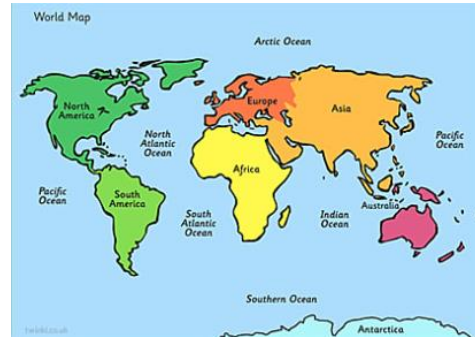 World Map
Arctic Ocean
North
America
Europe
Asia
North
Atlantic
Ocean
Pacific
Ocean
Africa
Pacific
Ocean
South
America
South
Atlantic
Ocean
Indian
Ocean
Australia
Southern Ocean
Antarctica
twinkl.co.uk